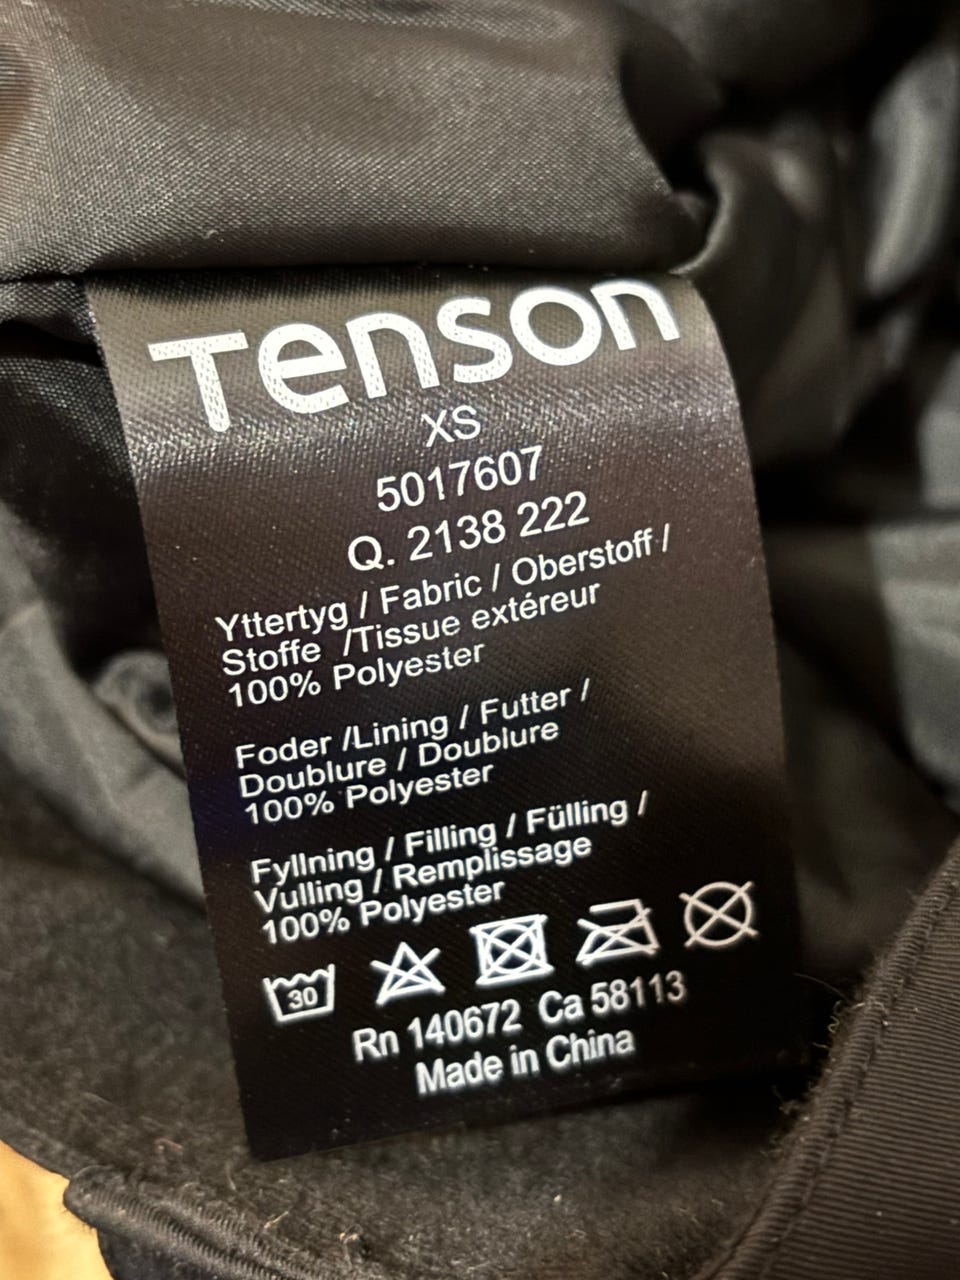 Tenson
XS
5017607
Q. 2138 222
Yttertyg / Fabric / Oberstoff /
Stoffe /Tissue extéreur
100% Polyester
Foder /Lining / Futter /
Doublure / Doublure
100% Polyester
Fyllning / Filling / Fülling /
Vulling / Remplissage
100% Polyester
30
Rn 140672 Ca 58113
Made in China